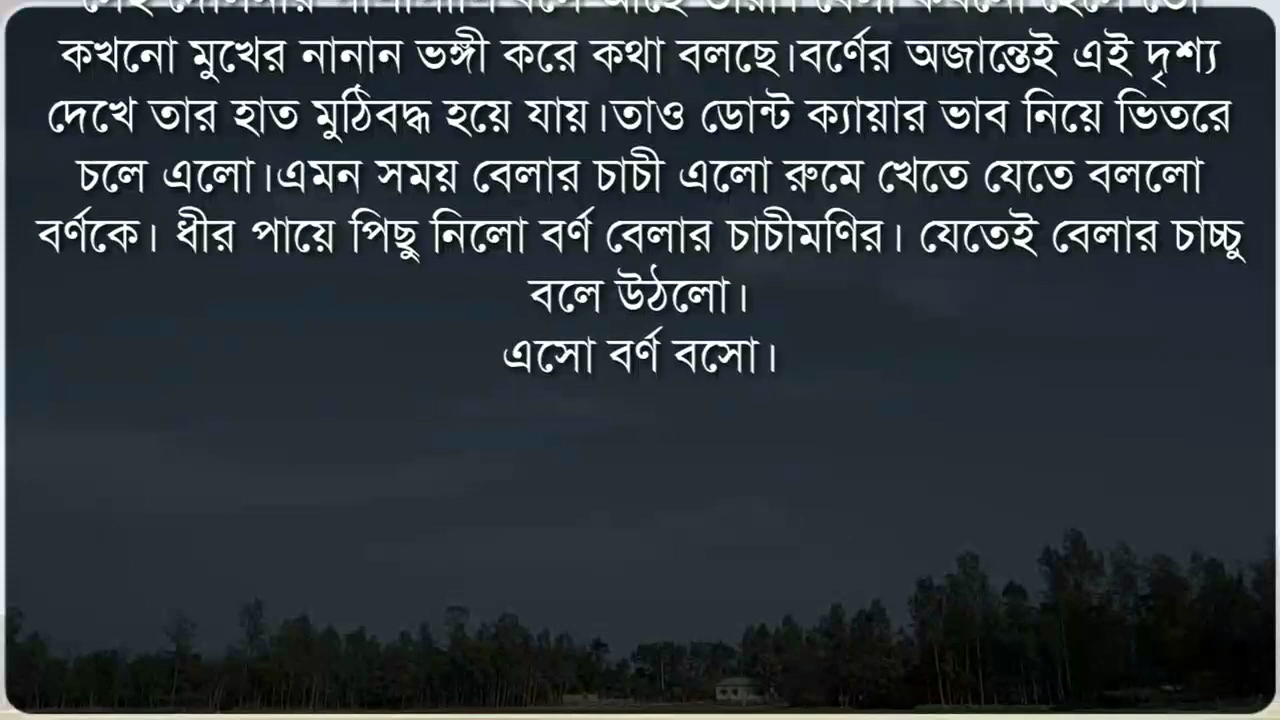 কখনো মুখের নানান ভঙ্গী করে কথা বলছে।বর্ণের অজান্তেই এই দৃশ্য
দেখে তার হাত মুঠিবদ্ধ হয়ে যায়।তাও ডোন্ট ক্যায়ার ভাব নিয়ে ভিতরে
চলে এলো।এমন সময় বেলার চাচী এলো রুমে খেতে যেতে বললো
বর্ণকে। ধীর পায়ে পিছু নিলো বর্ণ বেলার চাচীমণির। যেতেই বেলার চাচ্চু
বলে উঠলো।
এসো বর্ণ বসো।